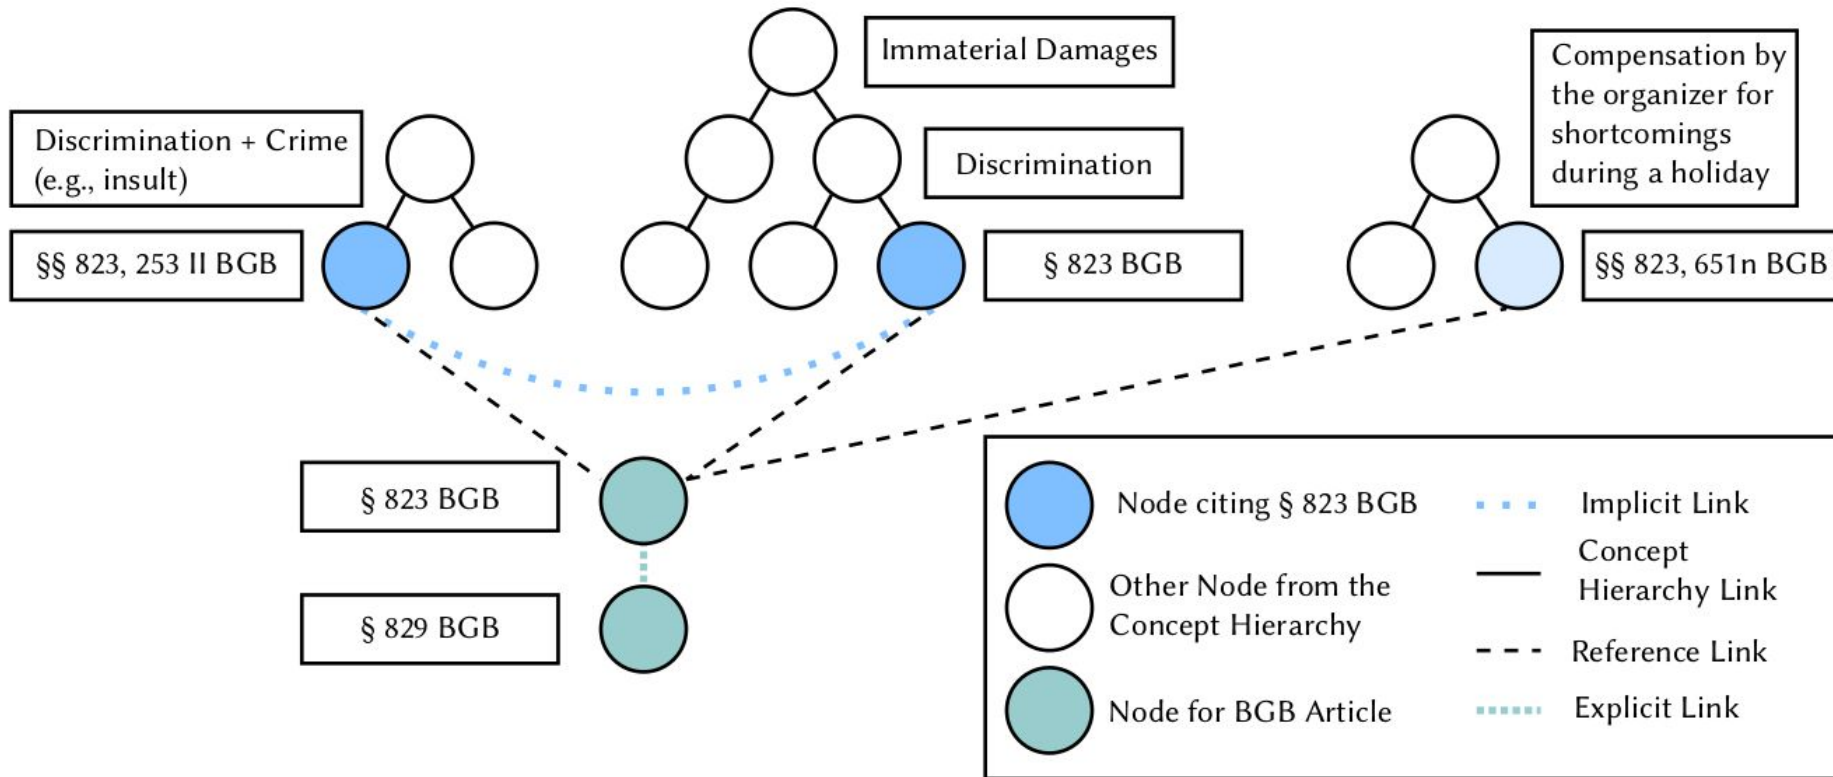 Immaterial Damages
Compensation by
the organizer for
shortcomings
during a holiday
Discrimination + Crime
(e.g., insult)
Discrimination
§§ 823, 253 II BGB
§ 823 BGB
§§ 823, 651n BGB
§ 823 BGB
§ 829 BGB
Node citing § 823 BGB
Other Node from the
Concept Hierarchy
Node for BGB Article
Implicit Link
Concept
Hierarchy Link
Reference Link
Explicit Link